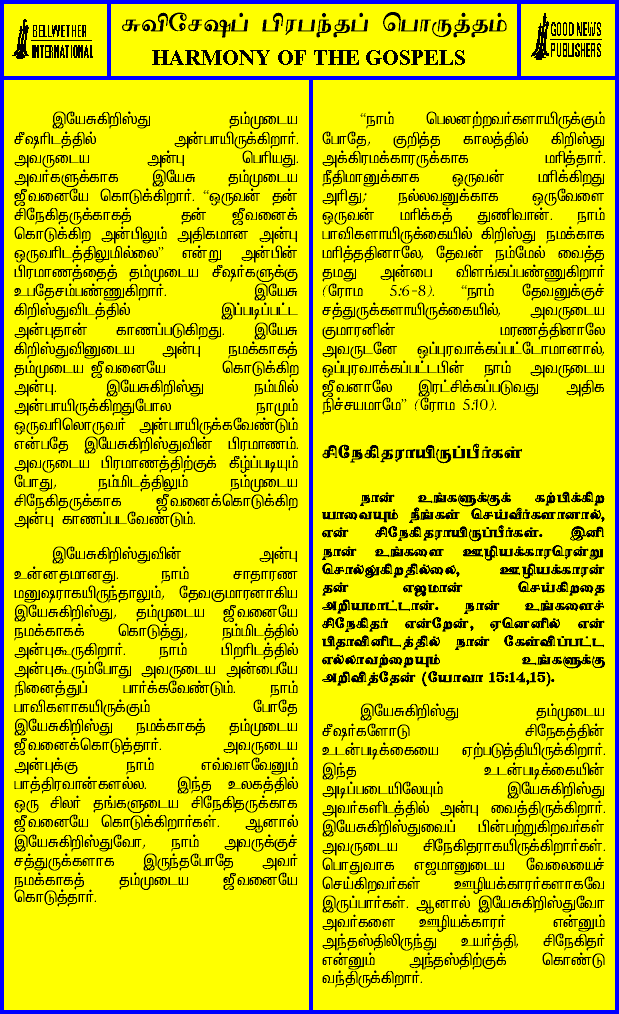 BELLWETHER
INTERNATIONAL
சுவிசேஷப் பிரபந்தப் பொருத்தம்
HARMONY OF THE GOSPELS
GOOD NEWS
PUBLISHERS
இயேசுகிறிஸ்து தம்முடைய
சீஷரிடத்தில் அன்பாயிருக்கிறார்.
அவருடைய அன்பு பெரியது.
அவர்களுக்காக இயேசு தம்முடைய
ஜீவனையே கொடுக்கிறார். “ஒருவன் தன்
சிநேகிதருக்காகத் தன் ஜீவனைக்
கொடுக்கிற அன்பிலும் அதிகமான அன்பு
ஒருவரிடத்திலுமில்லை” என்று அன்பின்
பிரமாணத்தைத் தம்முடைய சீஷர்களுக்கு
உபதேசம்பண்ணுகிறார். இயேசு
கிறிஸ்துவிடத்தில் இப்படிப்பட்ட
அன்புதான் காணப்படுகிறது. இயேசு
கிறிஸ்துவினுடைய அன்பு நமக்காகத்
தம்முடைய ஜீவனையே கொடுக்கிற
அன்பு. இயேசுகிறிஸ்து நம்மில்
அன்பாயிருக்கிறதுபோல நாமும்
ஒருவரிலொருவர் அன்பாயிருக்கவேண்டும்
என்பதே இயேசுகிறிஸ்துவின் பிரமாணம்.
அவருடைய பிரமாணத்திற்குக் கீழ்ப்படியும்
போது, நம்மிடத்திலும் நம்முடைய
சிநேகிதருக்காக ஜீவனைக்கொடுக்கிற
அன்பு காணப்படவேண்டும்.
இயேசுகிறிஸ்துவின் அன்பு
உன்னதமானது. நாம் சாதாரண
மனுஷராகயிருந்தாலும், தேவகுமாரனாகிய
இயேசுகிறிஸ்து, தம்முடைய ஜீவனையே
நமக்காகக் கொடுத்து, நம்மிடத்தில்
அன்புகூருகிறார். நாம் பிறரிடத்தில்
அன்புகூரும்போது அவருடைய அன்பையே
நினைத்துப் பார்க்கவேண்டும். நாம்
பாவிகளாகயிருக்கும் போதே
இயேசுகிறிஸ்து நமக்காகத் தம்முடைய
ஜீவனைக்கொடுத்தார். அவருடைய
அன்புக்கு நாம் எவ்வளவேனும்
பாத்திரவான்களல்ல. இந்த உலகத்தில்
ஒரு சிலர் தங்களுடைய சிநேகிதருக்காக
ஜீவனையே கொடுக்கிறார்கள். ஆனால்
இயேசுகிறிஸ்துவோ, நாம் அவருக்குச்
சத்துருக்களாக இருந்தபோதே அவர்
நமக்காகத் தம்முடைய ஜீவனையே
கொடுத்தார்.
“நாம் பெலனற்றவர்களாயிருக்கும்
போதே, குறித்த காலத்தில் கிறிஸ்து
அக்கிரமக்காரருக்காக மரித்தார்.
நீதிமானுக்காக ஒருவன் மரிக்கிறது
அரிது; நல்லவனுக்காக ஒருவேளை
ஒருவன் மரிக்கத் துணிவான். நாம்
பாவிகளாயிருக்கையில் கிறிஸ்து நமக்காக
மரித்ததினாலே, தேவன் நம்மேல் வைத்த
தமது அன்பை விளங்கப்பண்ணுகிறார்
(ரோம 5:6-8). “நாம் தேவனுக்குச்
சத்துருக்களாயிருக்கையில், அவருடைய
குமாரனின் மரணத்தினாலே
அவருடனே ஒப்புரவாக்கப்பட்டோமானால்,
ஒப்புரவாக்கப்பட்டபின் நாம் அவருடைய
ஜீவனாலே இரட்சிக்கப்படுவது அதிக
நிச்சயமாமே” (ரோம 5:10).
சிநேகிதராயிருப்பீர்கள்
நான் உங்களுக்குக் கற்பிக்கிற
யாவையும் நீங்கள் செய்வீர்களானால்,
என் சிநேகிதராயிருப்பீர்கள். இனி
நான் உங்களை ஊழியக்காரரென்று
சொல்லுகிறதில்லை, ஊழியக்காரன்
தன் எஜமான் செய்கிறதை
அறியமாட்டான். நான் உங்களைச்
சிநேகிதர் என்றேன், ஏனெனில் என்
பிதாவினிடத்தில் நான் கேள்விப்பட்ட
எல்லாவற்றையும் உங்களுக்கு
அறிவித்தேன் (யோவா 15:14,15).
இயேசுகிறிஸ்து தம்முடைய
சீஷர்களோடு சிநேகத்தின்
உடன்படிக்கையை ஏற்படுத்தியிருக்கிறார்.
இந்த உடன்படிக்கையின்
அடிப்படையிலேயும் இயேசுகிறிஸ்து
அவர்களிடத்தில் அன்பு வைத்திருக்கிறார்.
இயேசுகிறிஸ்துவைப் பின்பற்றுகிறவர்கள்
அவருடைய சிநேகிதராகயிருக்கிறார்கள்.
பொதுவாக எஜமானுடைய வேலையைச்
செய்கிறவர்கள் ஊழியக்காரர்களாகவே
இருப்பார்கள். ஆனால் இயேசுகிறிஸ்துவோ
அவர்களை ஊழியக்காரர் என்னும்
அந்தஸ்திலிருந்து உயர்த்தி, சிநேகிதர்
என்னும் அந்தஸ்திற்குக் கொண்டு
வந்திருக்கிறார்.